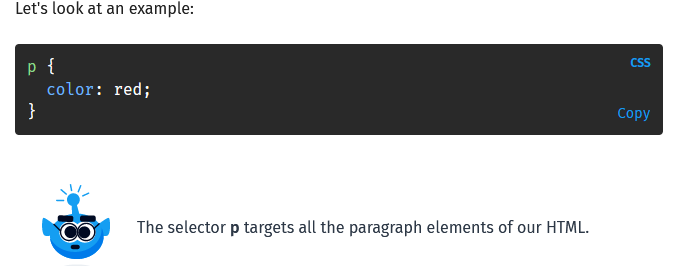 Let's look at an example:
p {
CSS
  color: red;
}
Copy
The selector p targets all the paragraph elements of our HTML.